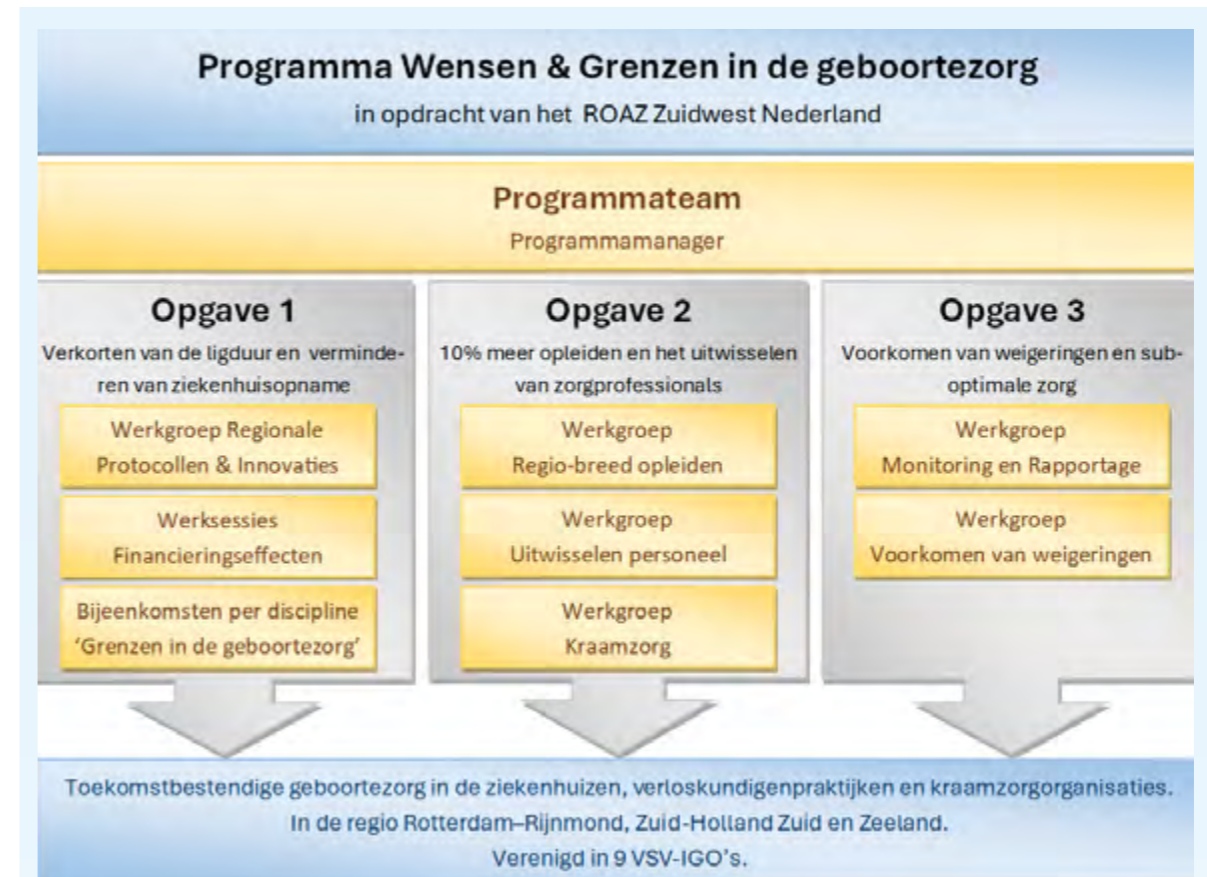 Programma Wensen & Grenzen in de geboortezorg
in opdracht van het ROAZ Zuidwest Nederland
Programmateam
Programmamanager
Opgave 1
Verkorten van de ligduur en verminde-
ren van ziekenhuisopname
Werkgroep Regionale
Protocollen & Innovaties
Werksessies
Financieringseffecten
Bijeenkomsten per discipline
‘Grenzen in de geboortezorg’
Opgave 2
10% meer opleiden en het uitwisselen
van zorgprofessionals
Werkgroep
Regio-breed opleiden
Werkgroep
Uitwisselen personeel
Werkgroep
Kraamzorg
Opgave 3
Voorkomen van weigeringen en sub-
optimale zorg
Werkgroep
Monitoring en Rapportage
Werkgroep
Voorkomen van weigeringen
Toekomstbestendige geboortezorg in de ziekenhuizen, verloskundigenpraktijken en kraamzorgorganisaties.
In de regio Rotterdam–Rijnmond, Zuid-Holland Zuid en Zeeland.
Verenigd in 9 VSV-IGO’s.